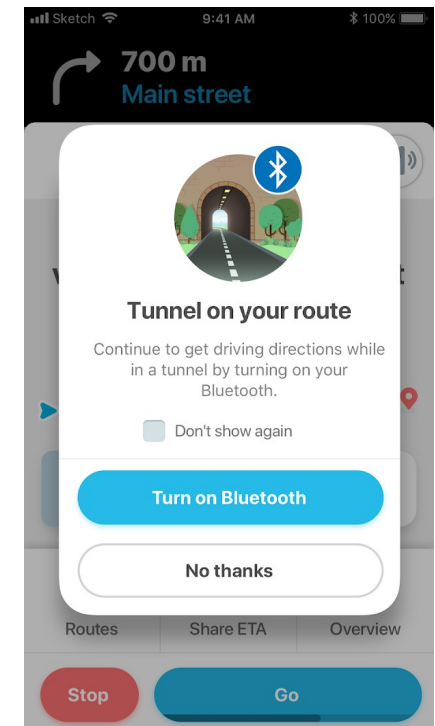 Sketch 9:41 AM 100%
700 m
Main street
Tunnel on your route
Continue to get driving directions while
in a tunnel by turning on your
Bluetooth.
Don't show again
Turn on Bluetooth
No thanks
Routes Share ETA Overview
Stop Go